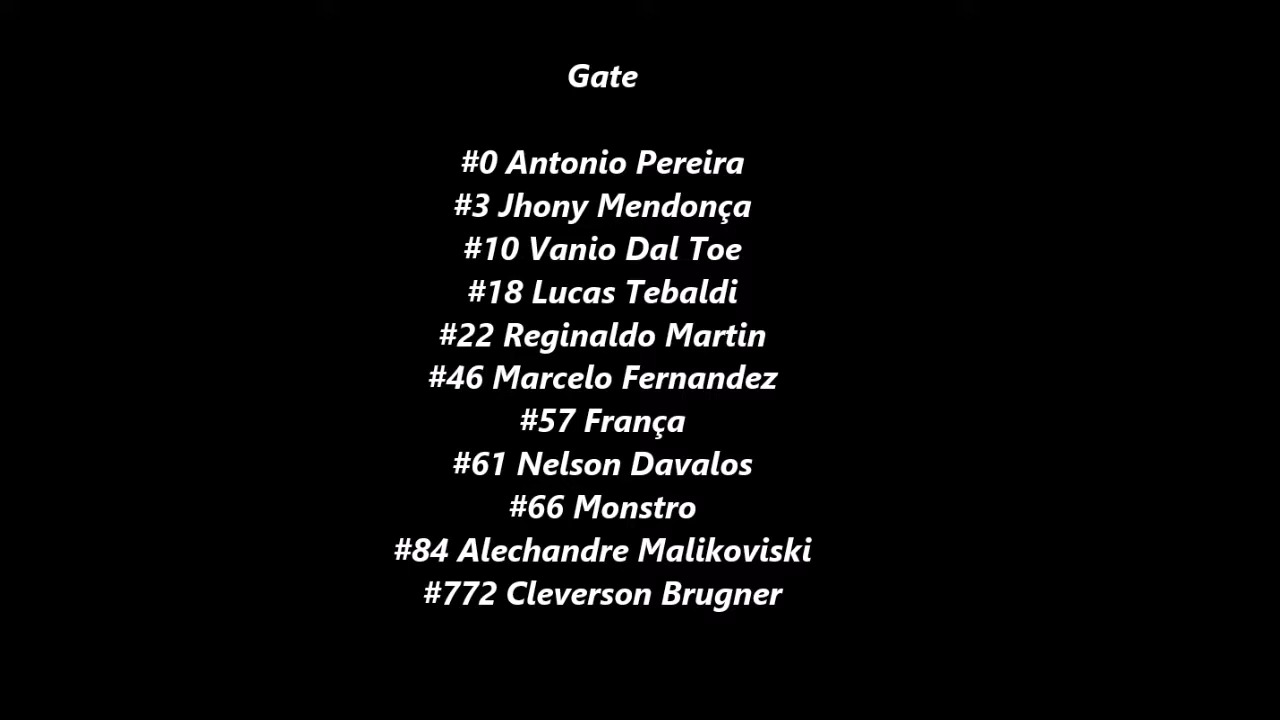 Gate
#0 Antonio Pereira
#3 Jhony Mendonça
#10 Vanio Dal Toe
#18 Lucas Tebaldi
#22 Reginaldo Martin
#46 Marcelo Fernandez
#57 França
#61 Nelson Davalos
#66 Monstro
#84 Alechandre Malikoviski
#772 Cleverson Brugner